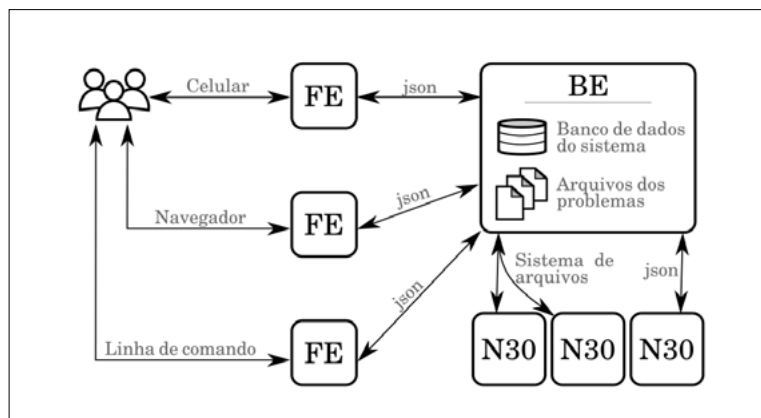 Celular
FE
json
BE
Banco de dados
do sistema
Arquivos dos
problemas
Navegador
FE
json
Sistema de
arquivos
json
Linha de comando
FE
json
N30
N30
N30